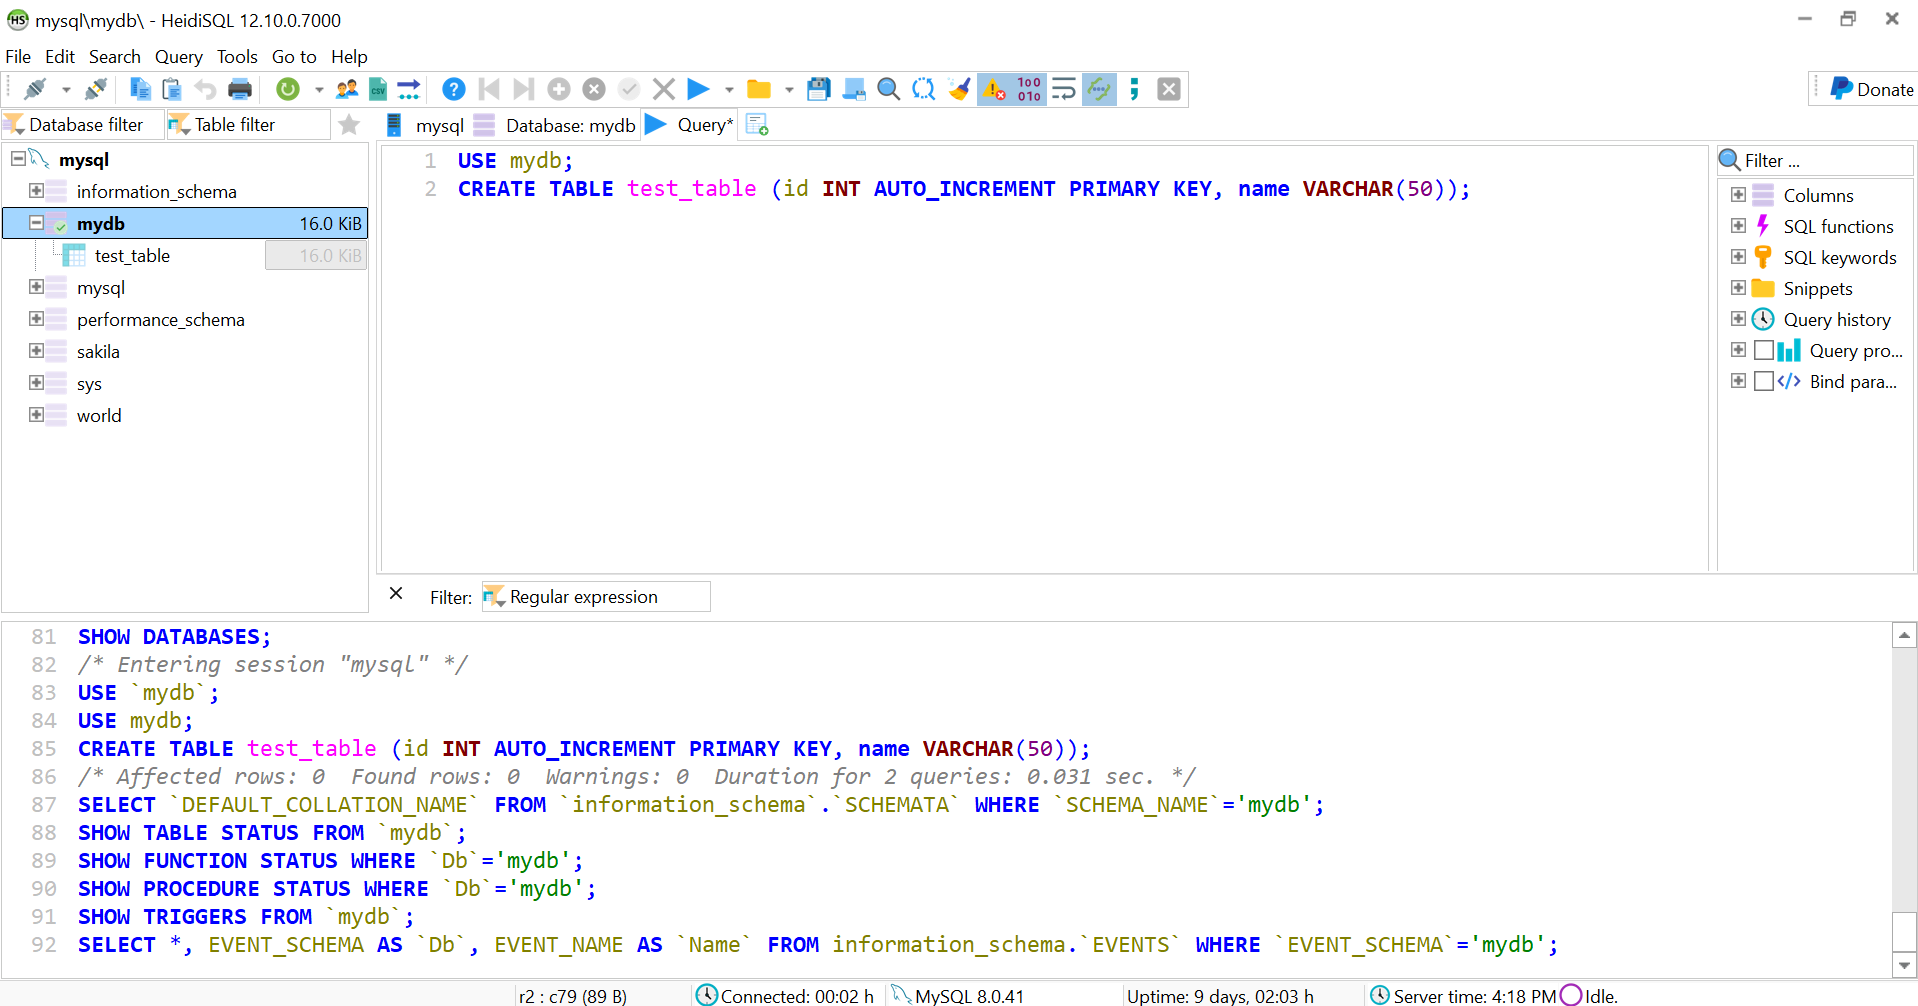 mysql\mydb\ - HeidiSQL 12.10.0.7000
File Edit Search Query Tools Go to Help
Donate
Database filter Table filter mysql Database: mydb Query*
mysql
information_schema
mydb 16.0 KiB
test_table 16.0 KiB
mysql
performance_schema
sakila
sys
world
1 USE mydb;
2 CREATE TABLE test_table (id INT AUTO_INCREMENT PRIMARY KEY, name VARCHAR(50));
Filter ...
Columns
SQL functions
SQL keywords
Snippets
Query history
Query pro...
Bind para...
Filter: Regular expression
81 SHOW DATABASES;
82 /* Entering session "mysql" */
83 USE `mydb`;
84 USE mydb;
85 CREATE TABLE test_table (id INT AUTO_INCREMENT PRIMARY KEY, name VARCHAR(50));
86 /* Affected rows: 0 Found rows: 0 Warnings: 0 Duration for 2 queries: 0.031 sec. */
87 SELECT `DEFAULT_COLLATION_NAME` FROM `information_schema`.`SCHEMATA` WHERE `SCHEMA_NAME`='mydb';
88 SHOW TABLE STATUS FROM `mydb`;
89 SHOW FUNCTION STATUS WHERE `Db`='mydb';
90 SHOW PROCEDURE STATUS WHERE `Db`='mydb';
91 SHOW TRIGGERS FROM `mydb`;
92 SELECT *, EVENT_SCHEMA AS `Db`, EVENT_NAME AS `Name` FROM information_schema.`EVENTS` WHERE `EVENT_SCHEMA`='mydb';
r2 : c79 (89 B) Connected: 00:02 h MySQL 8.0.41 Uptime: 9 days, 02:03 h Server time: 4:18 PM Idle.